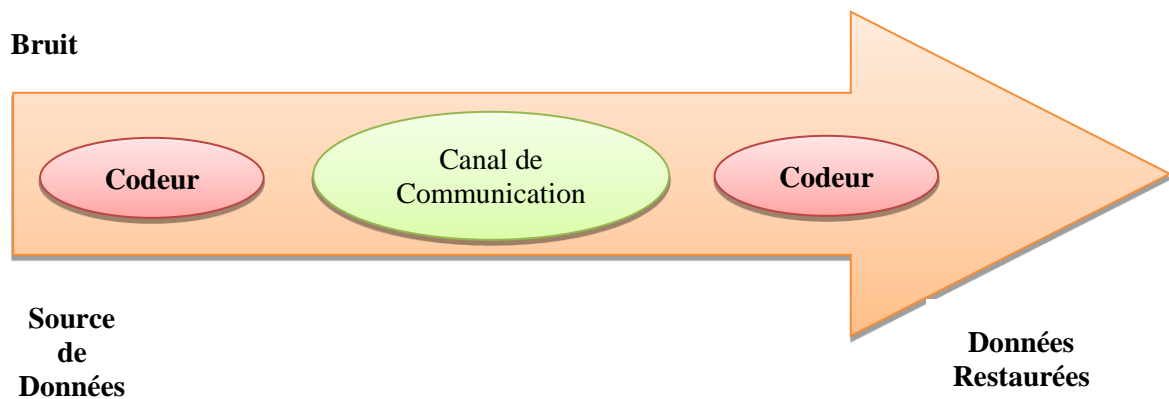 Bruit
Codeur
Canal de
Communication
Codeur
Source
de
Données
Données
Restaurées